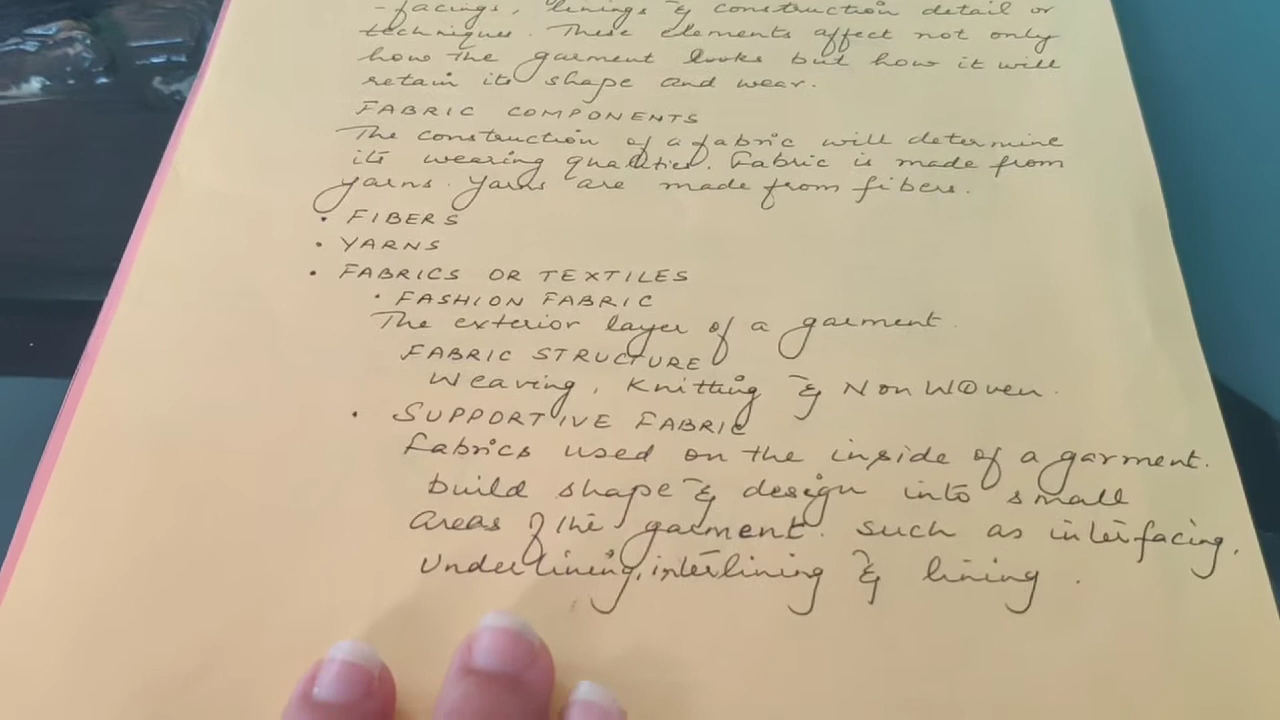 -facings, linings & construction detail or
techniques. These elements affect not only
how the garment looks but how it will
retain its shape and wear.
FABRIC COMPONENTS
The construction of a fabric will determine
its wearing qualities. Fabric is made from
yarns. Yarns are made from fibers.
• FIBERS
• YARNS
• FABRICS OR TEXTILES
• FASHION FABRIC
The exterior layer of a garment.
FABRIC STRUCTURE
Weaving, Knitting & Non Woven.
• SUPPORTIVE FABRIC
Fabrics used on the inside of a garment.
build shape & design into small
areas of the garment. such as interfacing,
Underlining, interlining & lining.